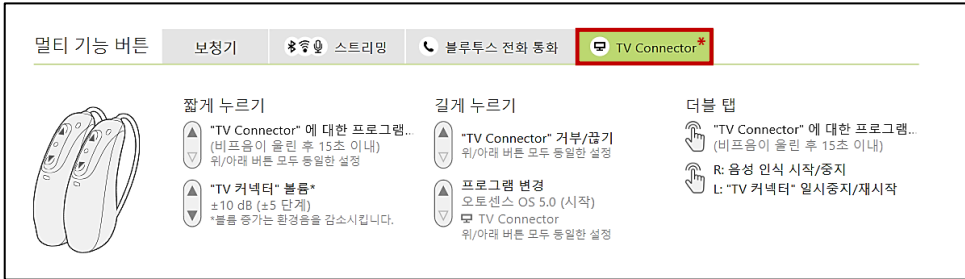 멀티 기능 버튼
보청기
스트리밍
블루투스 전화 통화
TV Connector*
짧게 누르기
"TV Connector" 에 대한 프로그램...
(비프음이 울린 후 15초 이내)
위/아래 버튼 모두 동일한 설정
"TV 커넥터" 볼륨*
±10 dB (±5 단계)
*볼륨 증가는 환경음을 감소시킵니다.
길게 누르기
"TV Connector" 거부/끊기
위/아래 버튼 모두 동일한 설정
프로그램 변경
오토센스 OS 5.0 (시작)
TV Connector
위/아래 버튼 모두 동일한 설정
더블 탭
"TV Connector" 에 대한 프로그램...
(비프음이 울린 후 15초 이내)
R: 음성 인식 시작/중지
L: "TV 커넥터" 일시중지/재시작